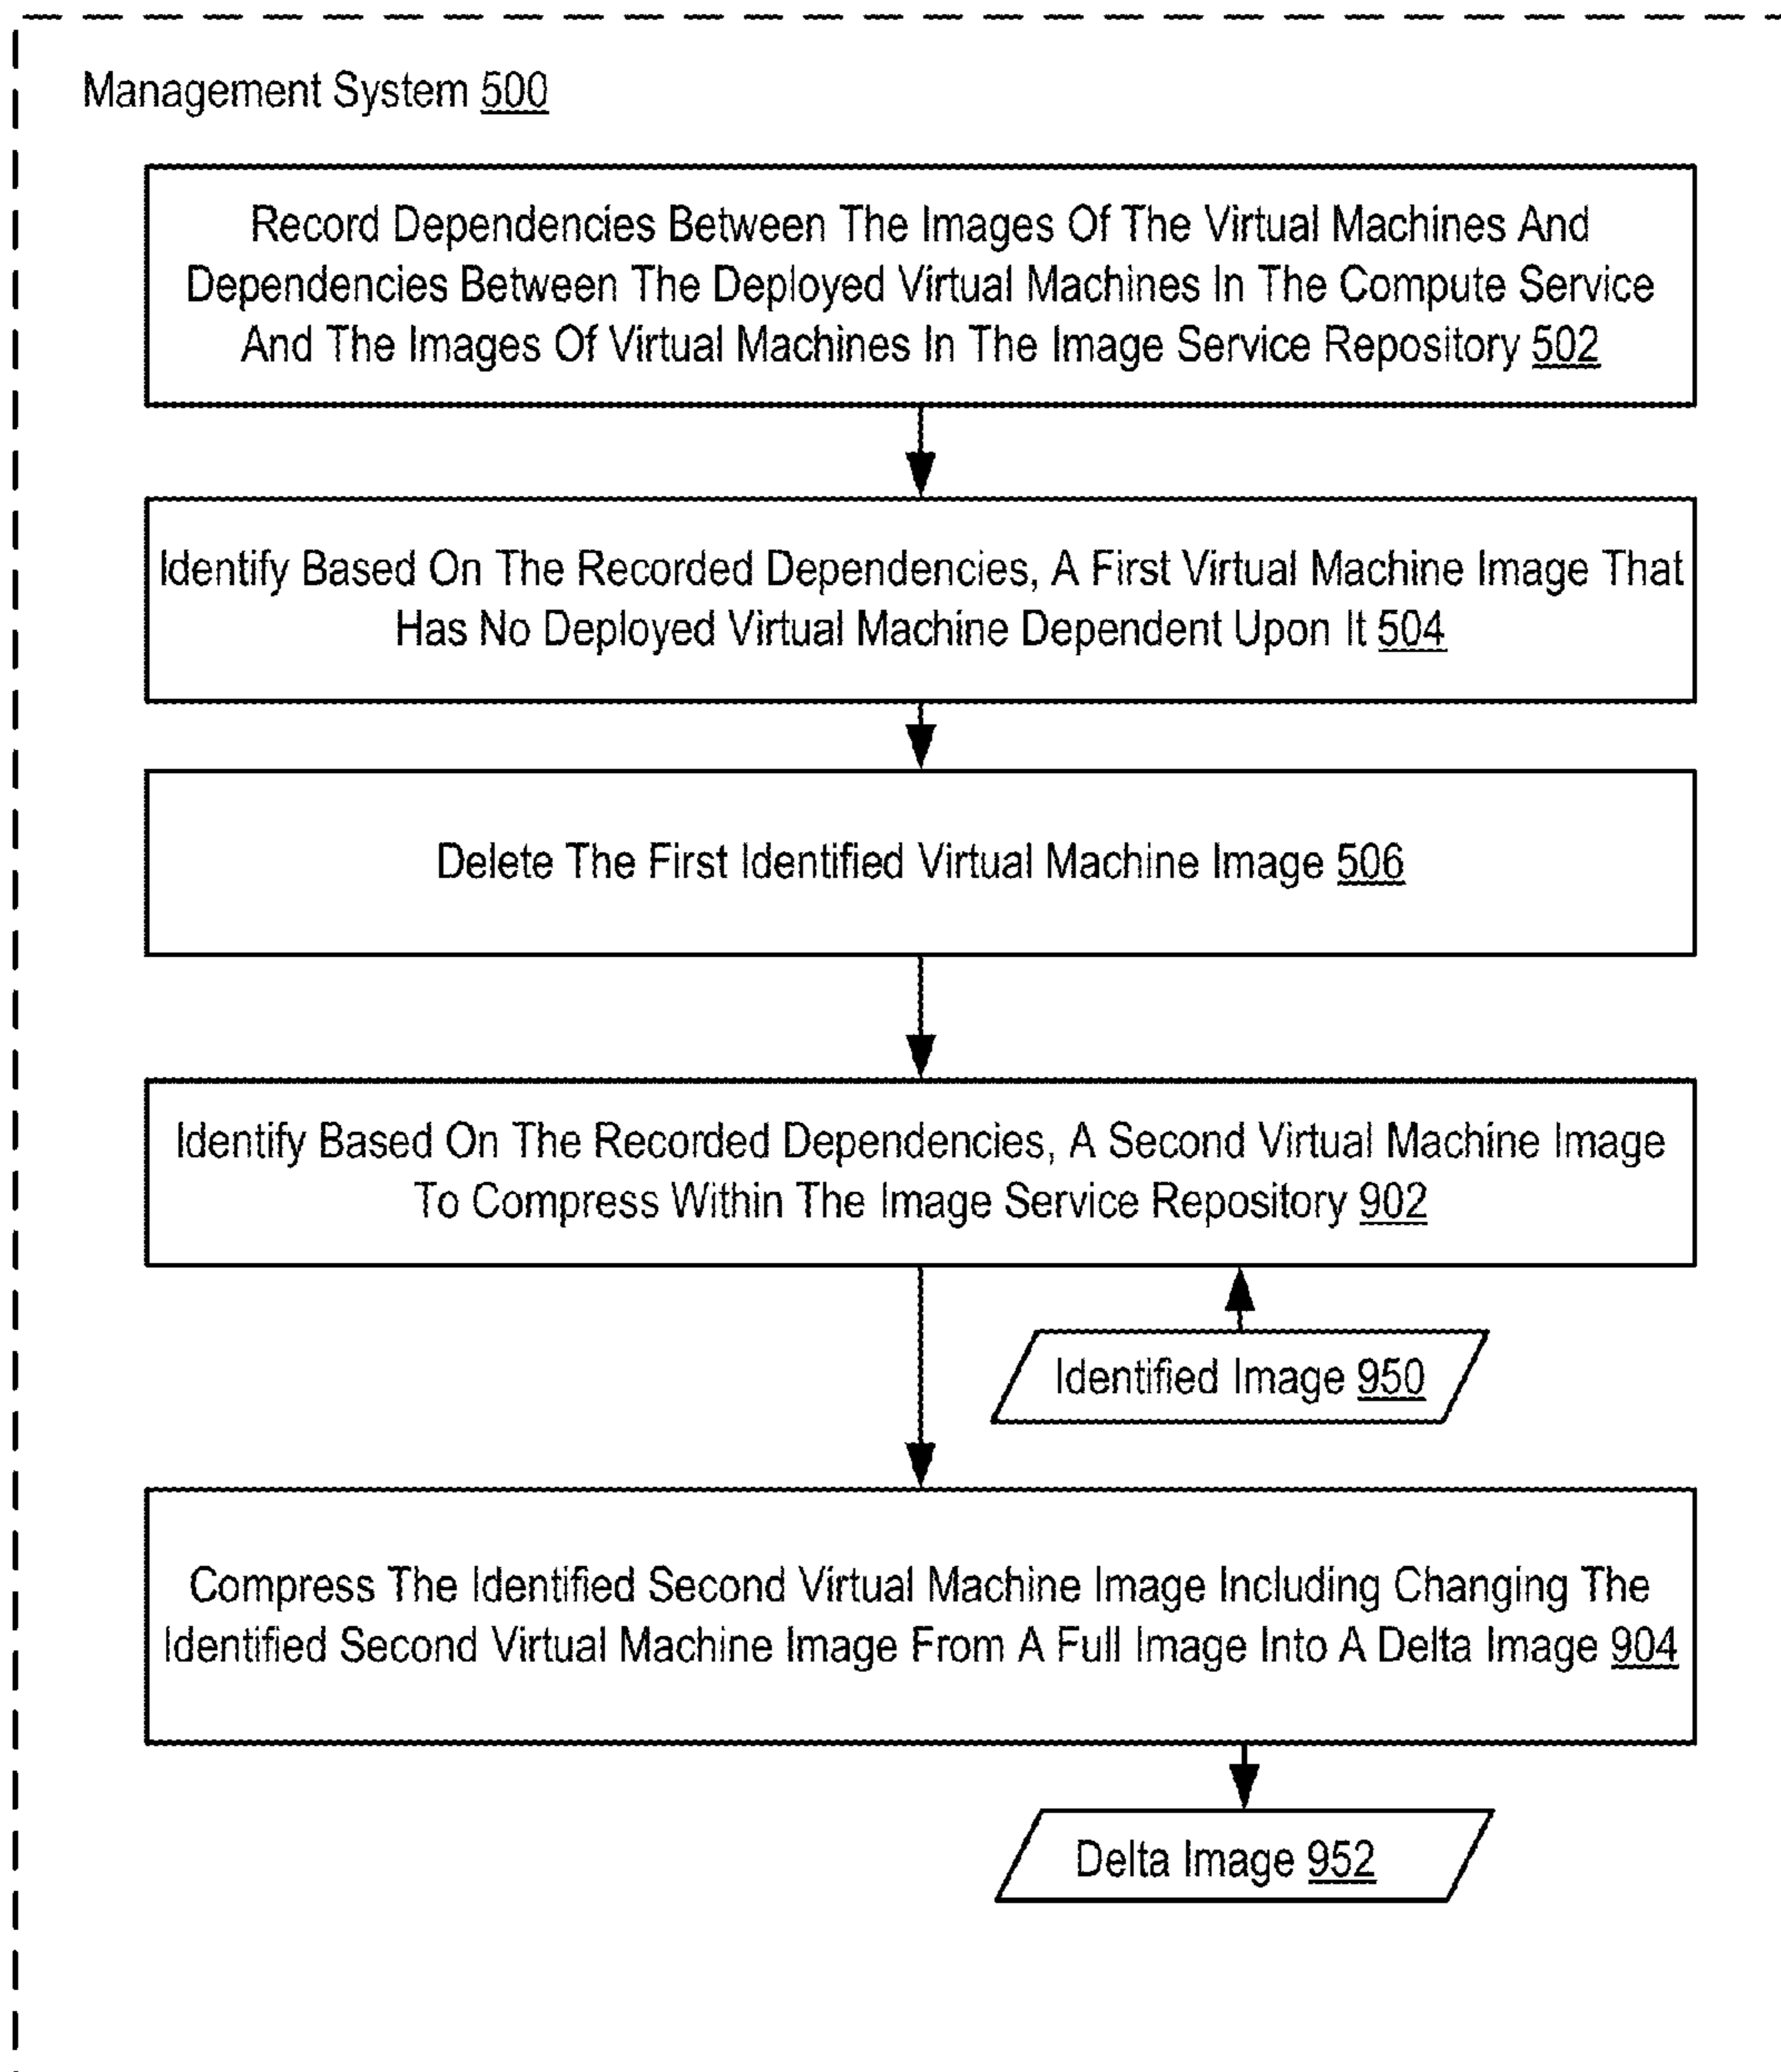 Management System 500
Record Dependencies Between The Images Of The Virtual Machines And
Dependencies Between The Deployed Virtual Machines In The Compute Service
And The Images Of Virtual Machines In The Image Service Repository 502
Identify Based On The Recorded Dependencies, A First Virtual Machine Image That
Has No Deployed Virtual Machine Dependent Upon It 504
Delete The First Identified Virtual Machine Image 506
Identify Based On The Recorded Dependencies, A Second Virtual Machine Image
To Compress Within The Image Service Repository 902
Identified Image 950
Compress The Identified Second Virtual Machine Image Including Changing The
Identified Second Virtual Machine Image From A Full Image Into A Delta Image 904
Delta Image 952